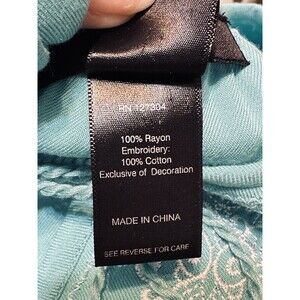 RN 127304
100% Rayon
Embroidery:
100% Cotton
Exclusive of Decoration
MADE IN CHINA
SEE REVERSE FOR CARE